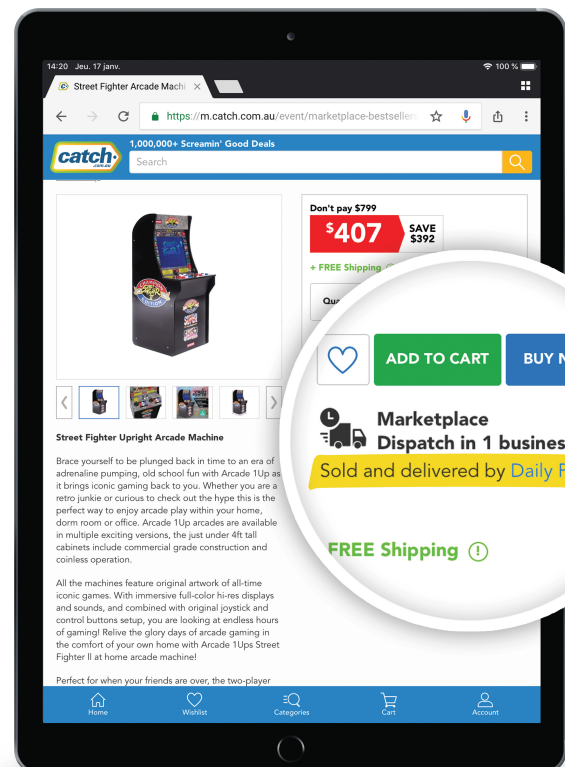 14:20 Jeu. 17 janv.
100 %
Street Fighter Arcade Machi
https://m.catch.com.au/event/marketplace-bestsellers
catch
.com.au
1,000,000+ Screamin' Good Deals
Search
Don't pay $799
$407
SAVE
$392
+ FREE Shipping
Qua
CHAMPION
EDITION
ADD TO CART
BUY N
Marketplace
Dispatch in 1 busines
Sold and delivered by Daily F
FREE Shipping
Street Fighter Upright Arcade Machine
Brace yourself to be plunged back in time to an era of
adrenaline pumping, old school fun with Arcade 1Up as
it brings iconic gaming back to you. Whether you are a
retro junkie or curious to check out the hype this is the
perfect way to enjoy arcade play within your home,
dorm room or office. Arcade 1Up arcades are available
in multiple exciting versions, the just under 4ft tall
cabinets include commercial grade construction and
coinless operation.
All the machines feature original artwork of all-time
iconic games. With immersive full-color hi-res displays
and sounds, and combined with original joystick and
control buttons setup, you are looking at endless hours
of gaming! Relive the glory days of arcade gaming in
the comfort of your own home with Arcade 1Ups Street
Fighter ll at home arcade machine!
Perfect for when your friends are over, the two-player
Home
Wishlist
Categories
Cart
Account